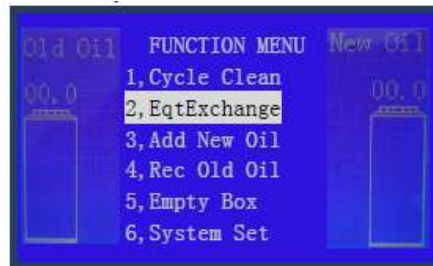 Old Oil
FUNCTION MENU
New Oil
1,Cycle Clean
00.0
2,EqtExchange
00.0
3,Add New Oil
4,Rec Old Oil
5,Empty Box
6,System Set